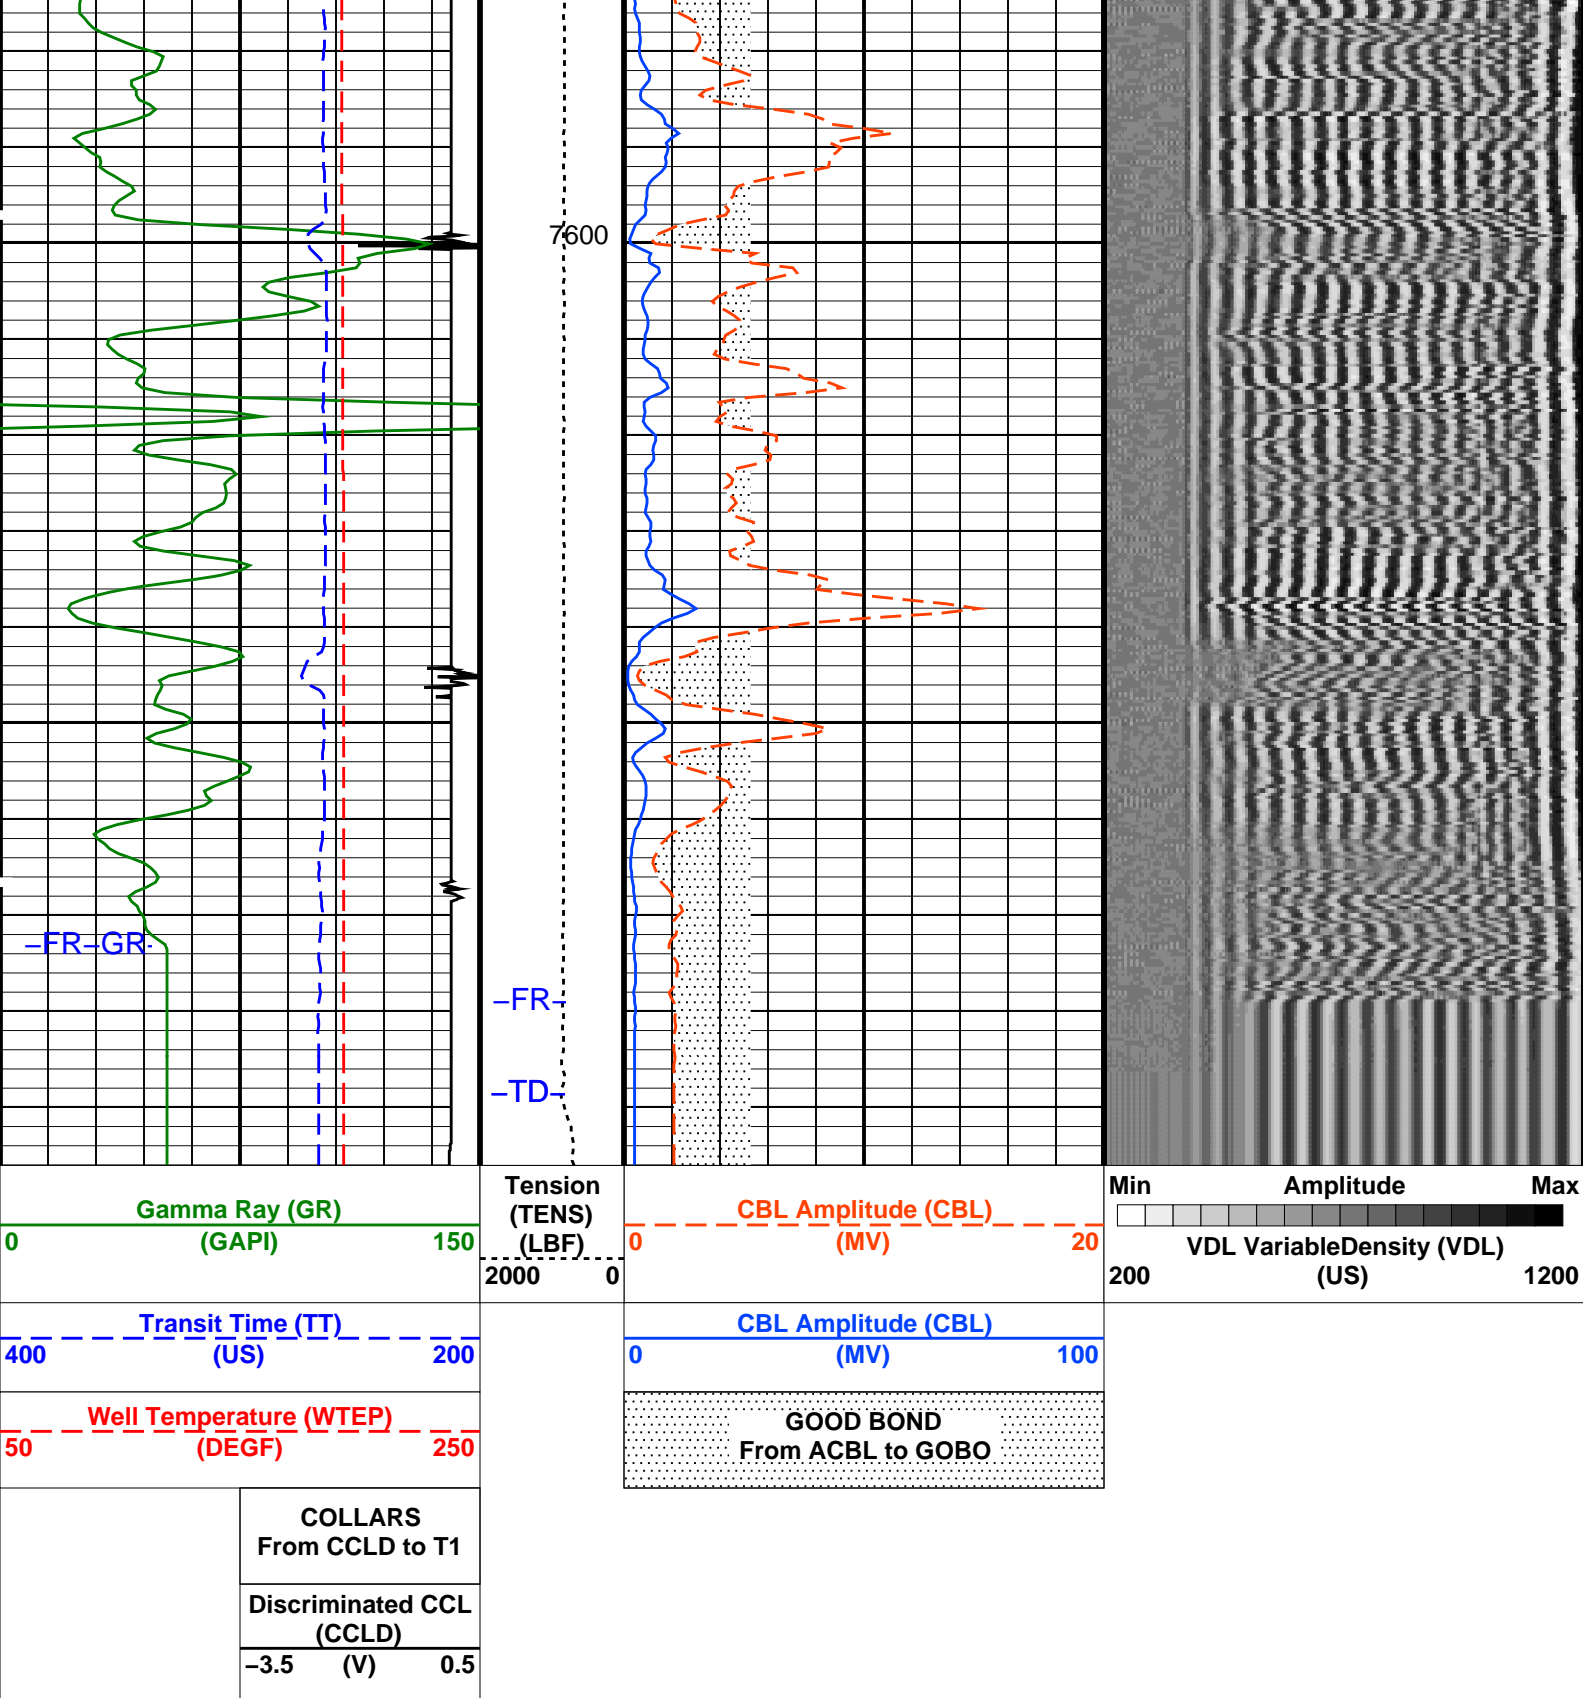 7600
–FR–GR–
–FR–
–TD–
Gamma Ray (GR)
0 (GAPI) 150
Transit Time (TT)
400 (US) 200
Well Temperature (WTEP)
50 (DEGF) 250
COLLARS
From CCLD to T1
Discriminated CCL
(CCLD)
–3.5 (V) 0.5
Tension
(TENS)
(LBF)
2000 0
CBL Amplitude (CBL)
0 (MV) 20
CBL Amplitude (CBL)
0 (MV) 100
GOOD BOND
From ACBL to GOBO
Min Amplitude Max
VDL VariableDensity (VDL)
200 (US) 1200